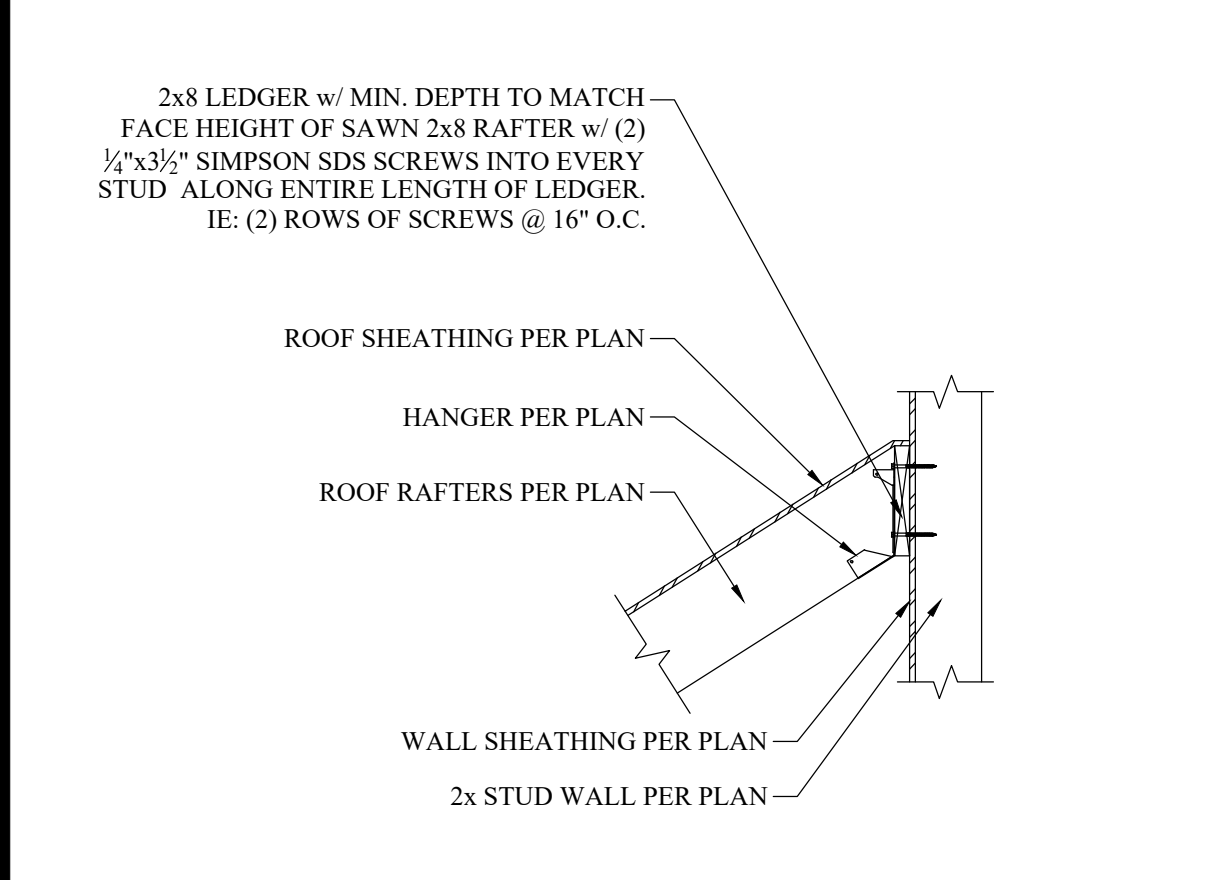 2x8 LEDGER w/ MIN. DEPTH TO MATCH
FACE HEIGHT OF SAWN 2x8 RAFTER w/ (2)
¼"x3½" SIMPSON SDS SCREWS INTO EVERY
STUD ALONG ENTIRE LENGTH OF LEDGER.
IE: (2) ROWS OF SCREWS @ 16" O.C.
ROOF SHEATHING PER PLAN
HANGER PER PLAN
ROOF RAFTERS PER PLAN
WALL SHEATHING PER PLAN
2x STUD WALL PER PLAN